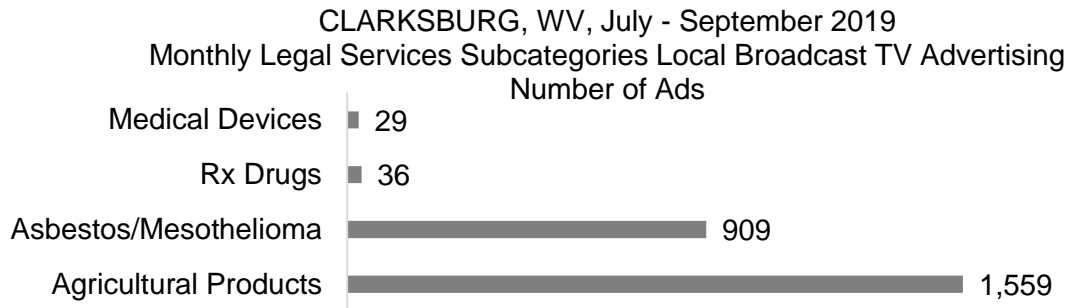 CLARKSBURG, WV, July - September 2019
Monthly Legal Services Subcategories Local Broadcast TV Advertising
Number of Ads
Medical Devices 29
Rx Drugs 36
Asbestos/Mesothelioma 909
Agricultural Products 1,559